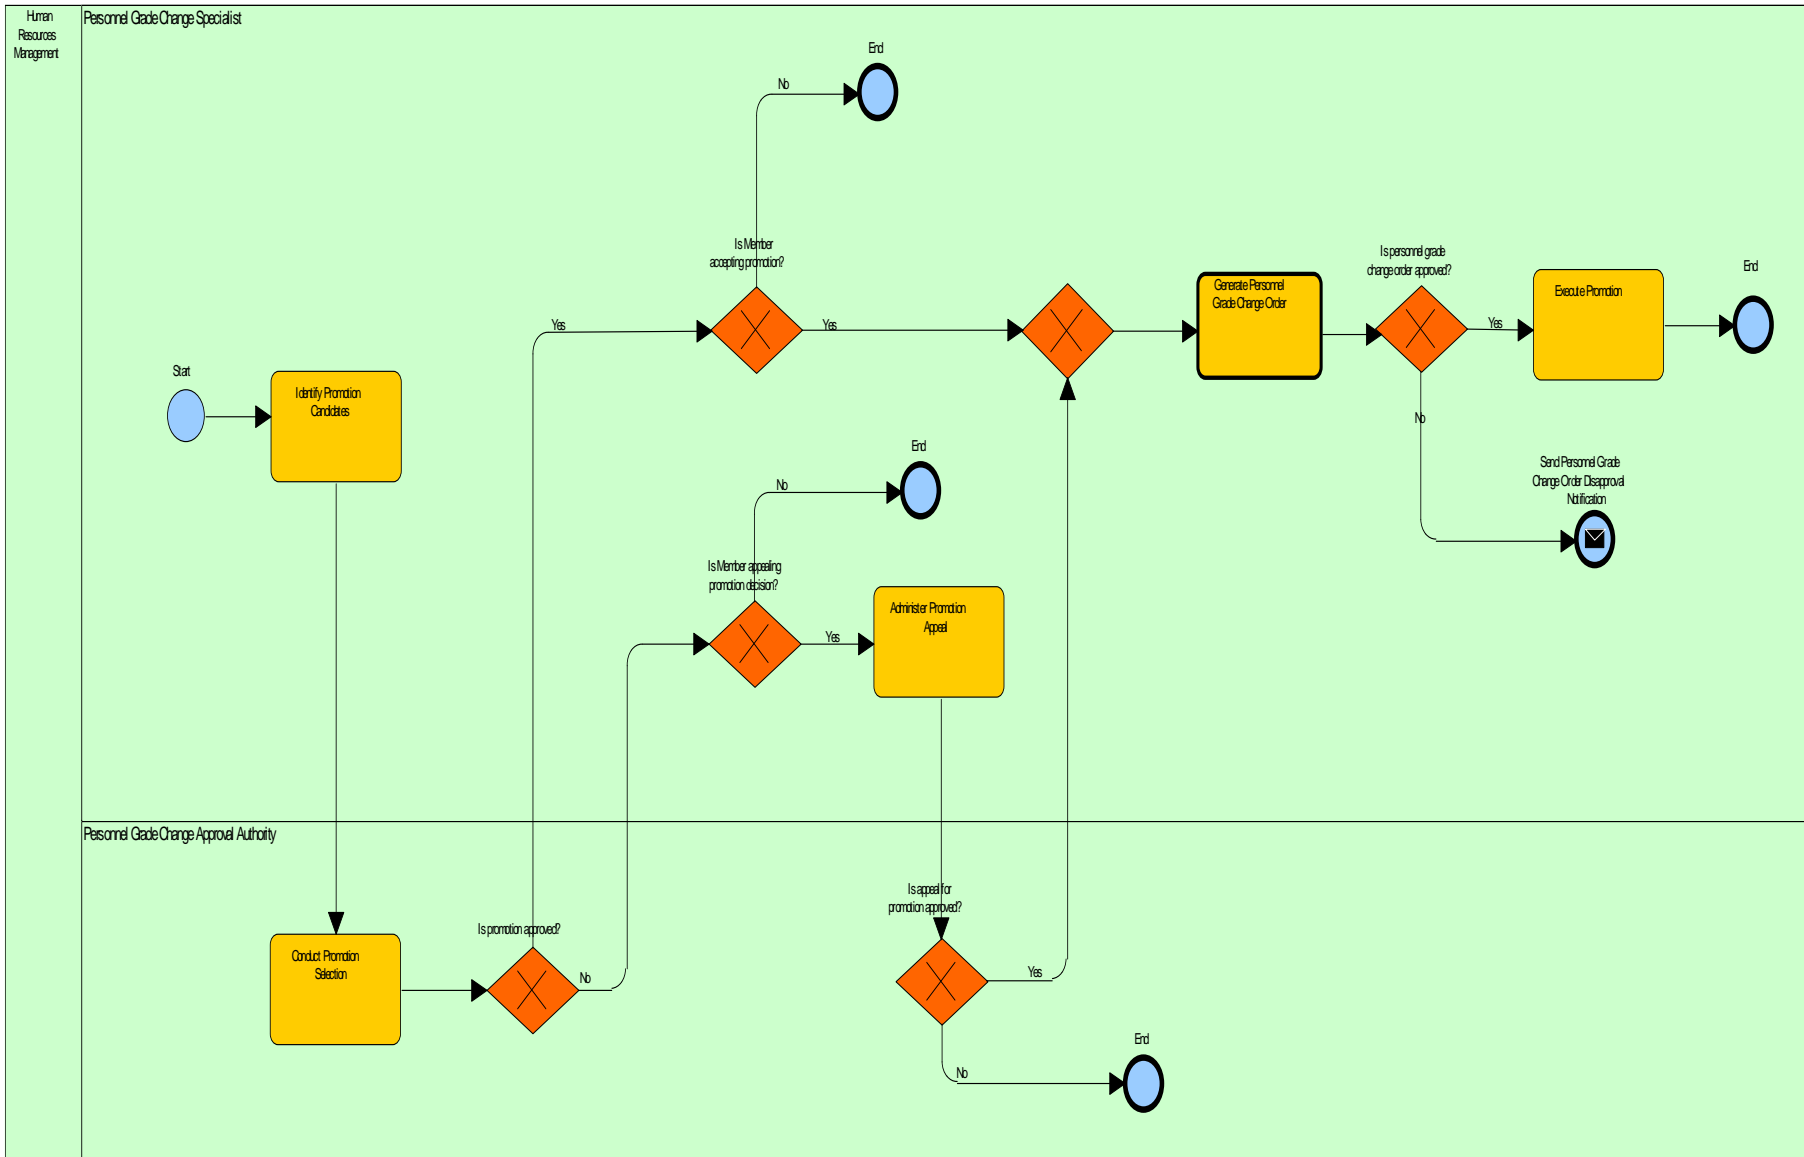 Human
Resources
Management
Personnel Grade Change Specialist
End
No
Is Member
accepting promotion?
Yes
Yes
Is personnel grade
change order approved?
Generate Personnel
Grade Change Order
Yes
Execute Promotion
End
Start
Identify Promotion
Candidates
No
End
No
Send Personnel Grade
Change Order Disapproval
Notification
Is Member appealing
promotion decision?
Yes
Administer Promotion
Appeal
Personnel Grade Change Approval Authority
Is appeal for
promotion approved?
Is promotion approved?
Conduct Promotion
Selection
No
Yes
End
No